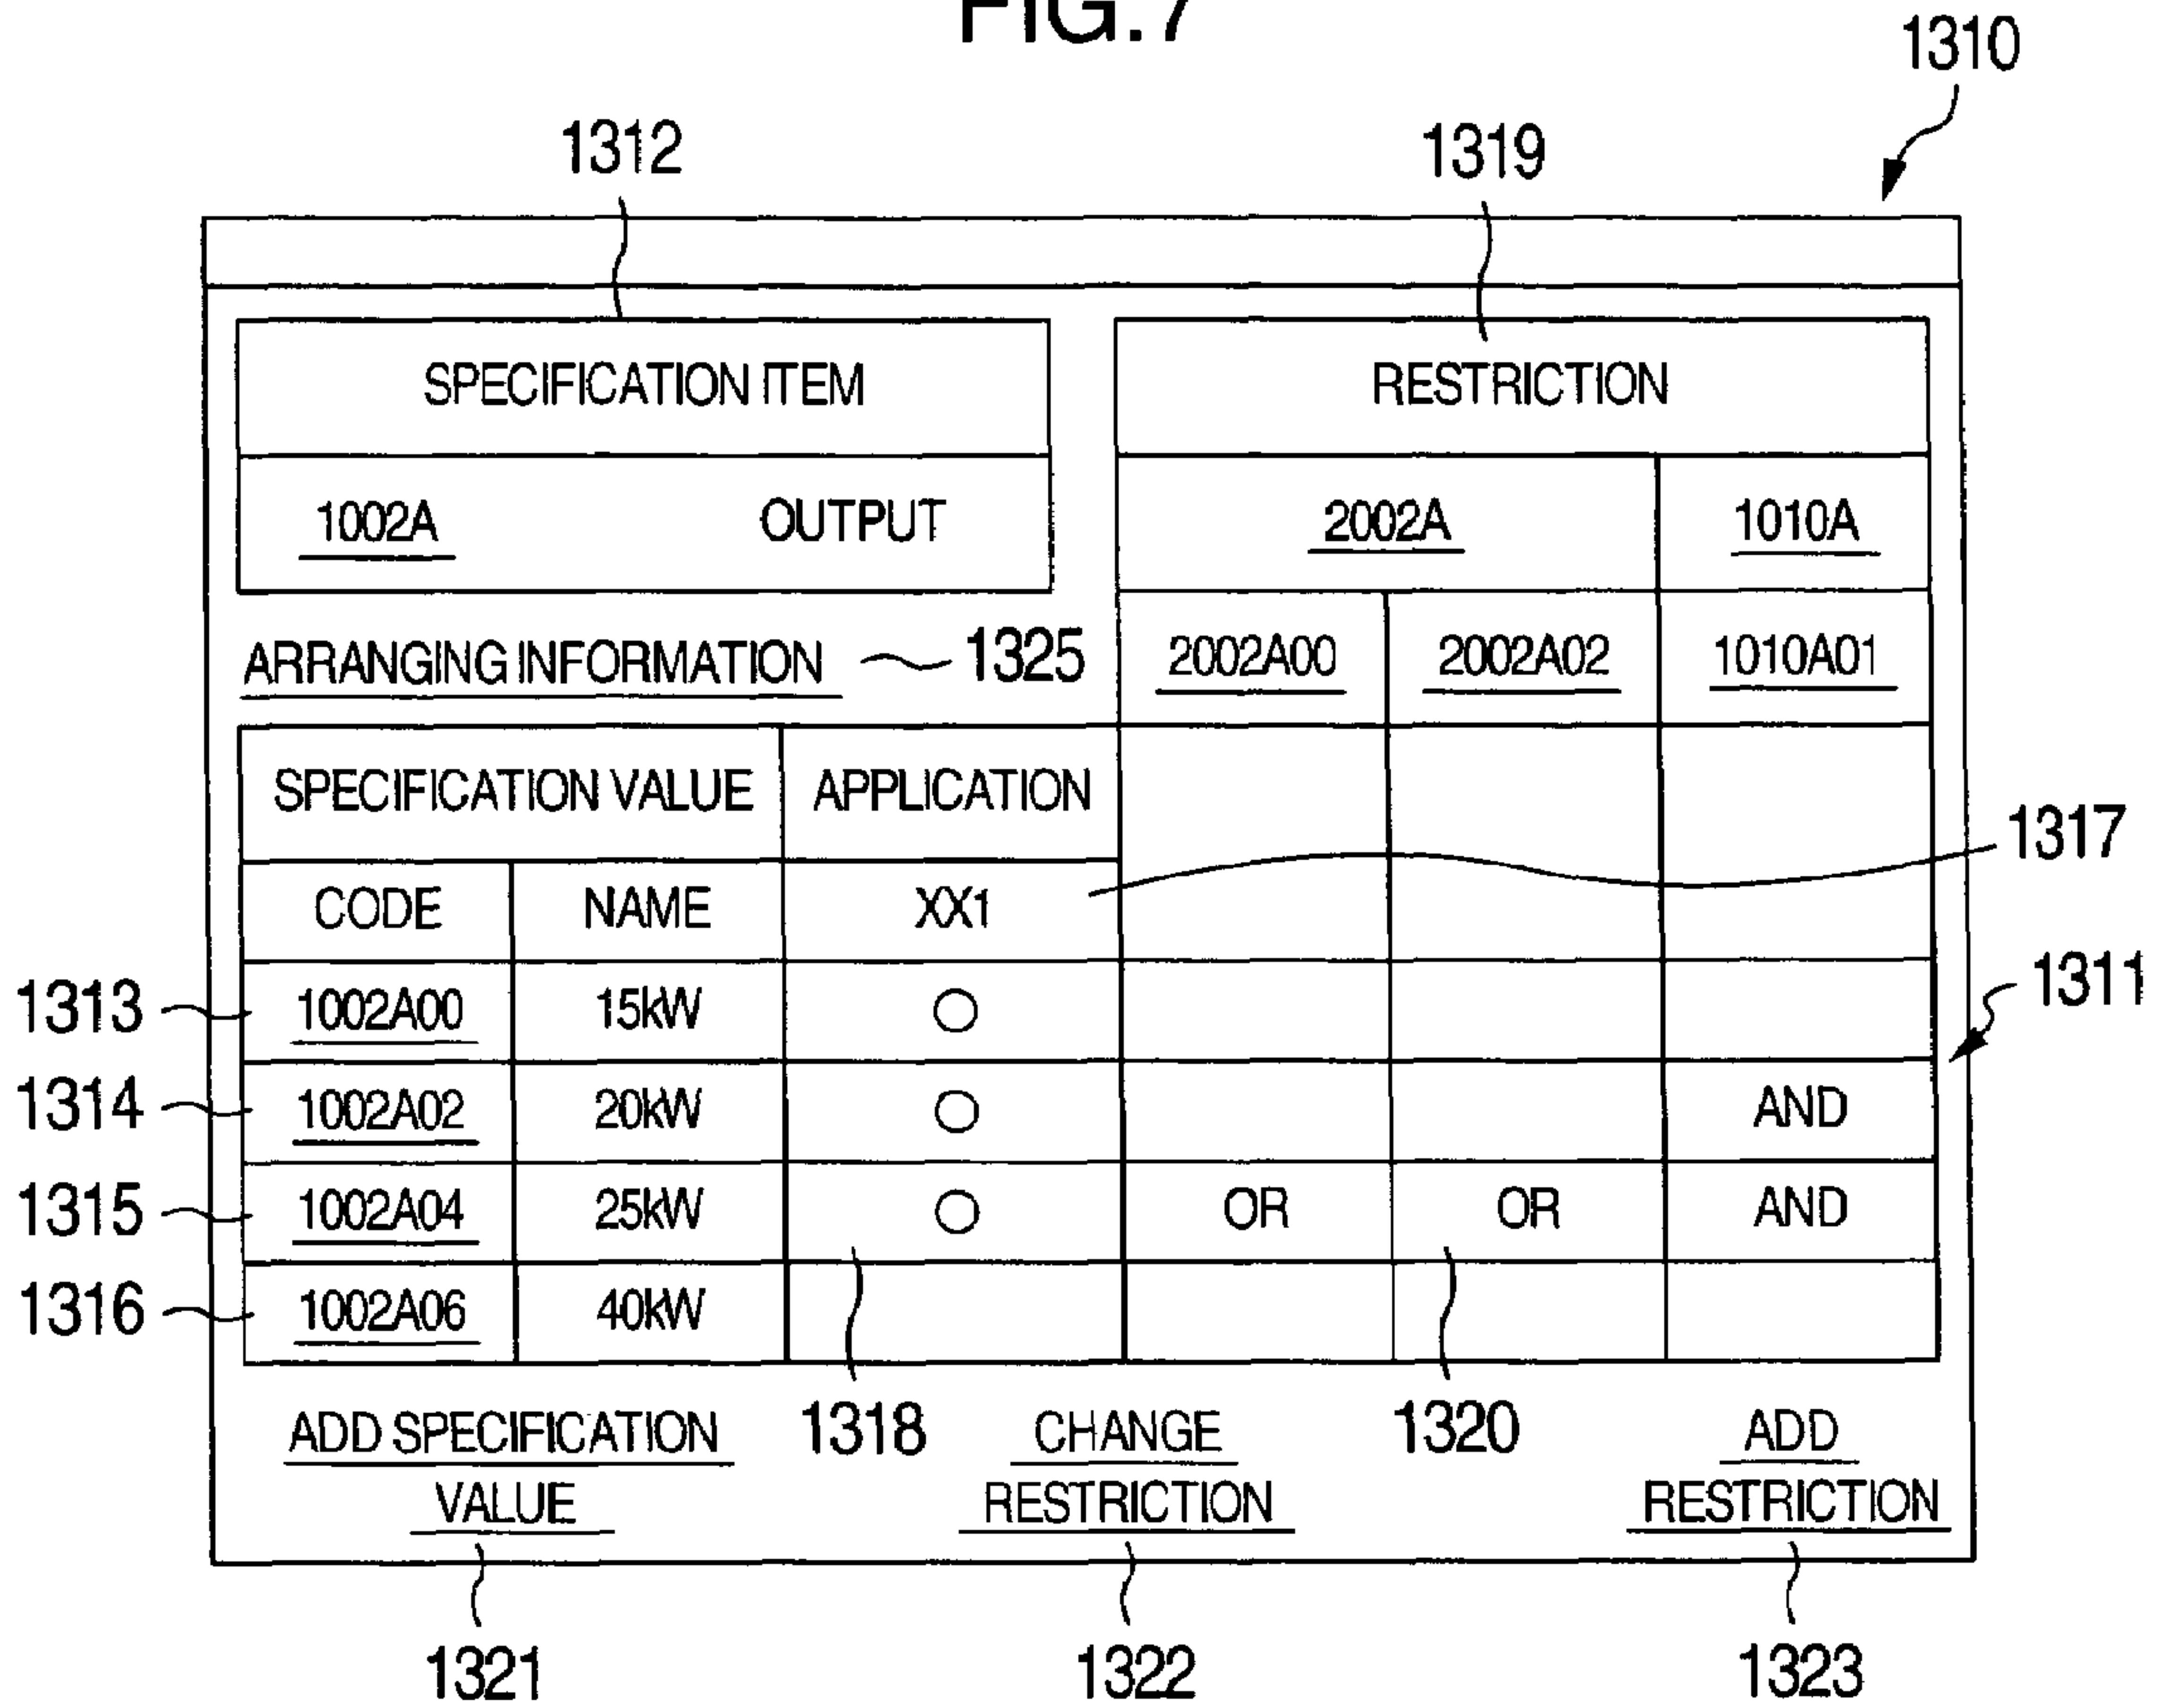 FIG.7
1310
1312
1319
SPECIFICATION ITEM
RESTRICTION
1002A OUTPUT
2002A 1010A
ARRANGING INFORMATION 1325
2002A00 2002A02 1010A01
SPECIFICATION VALUE APPLICATION
1317
CODE NAME XX1
1311
1313 1002A00 15kW ○
1314 1002A02 20kW ○ AND
1315 1002A04 25kW ○ OR OR AND
1316 1002A06 40kW
1318
1320
ADD SPECIFICATION
VALUE
CHANGE
RESTRICTION
ADD
RESTRICTION
1321
1322
1323